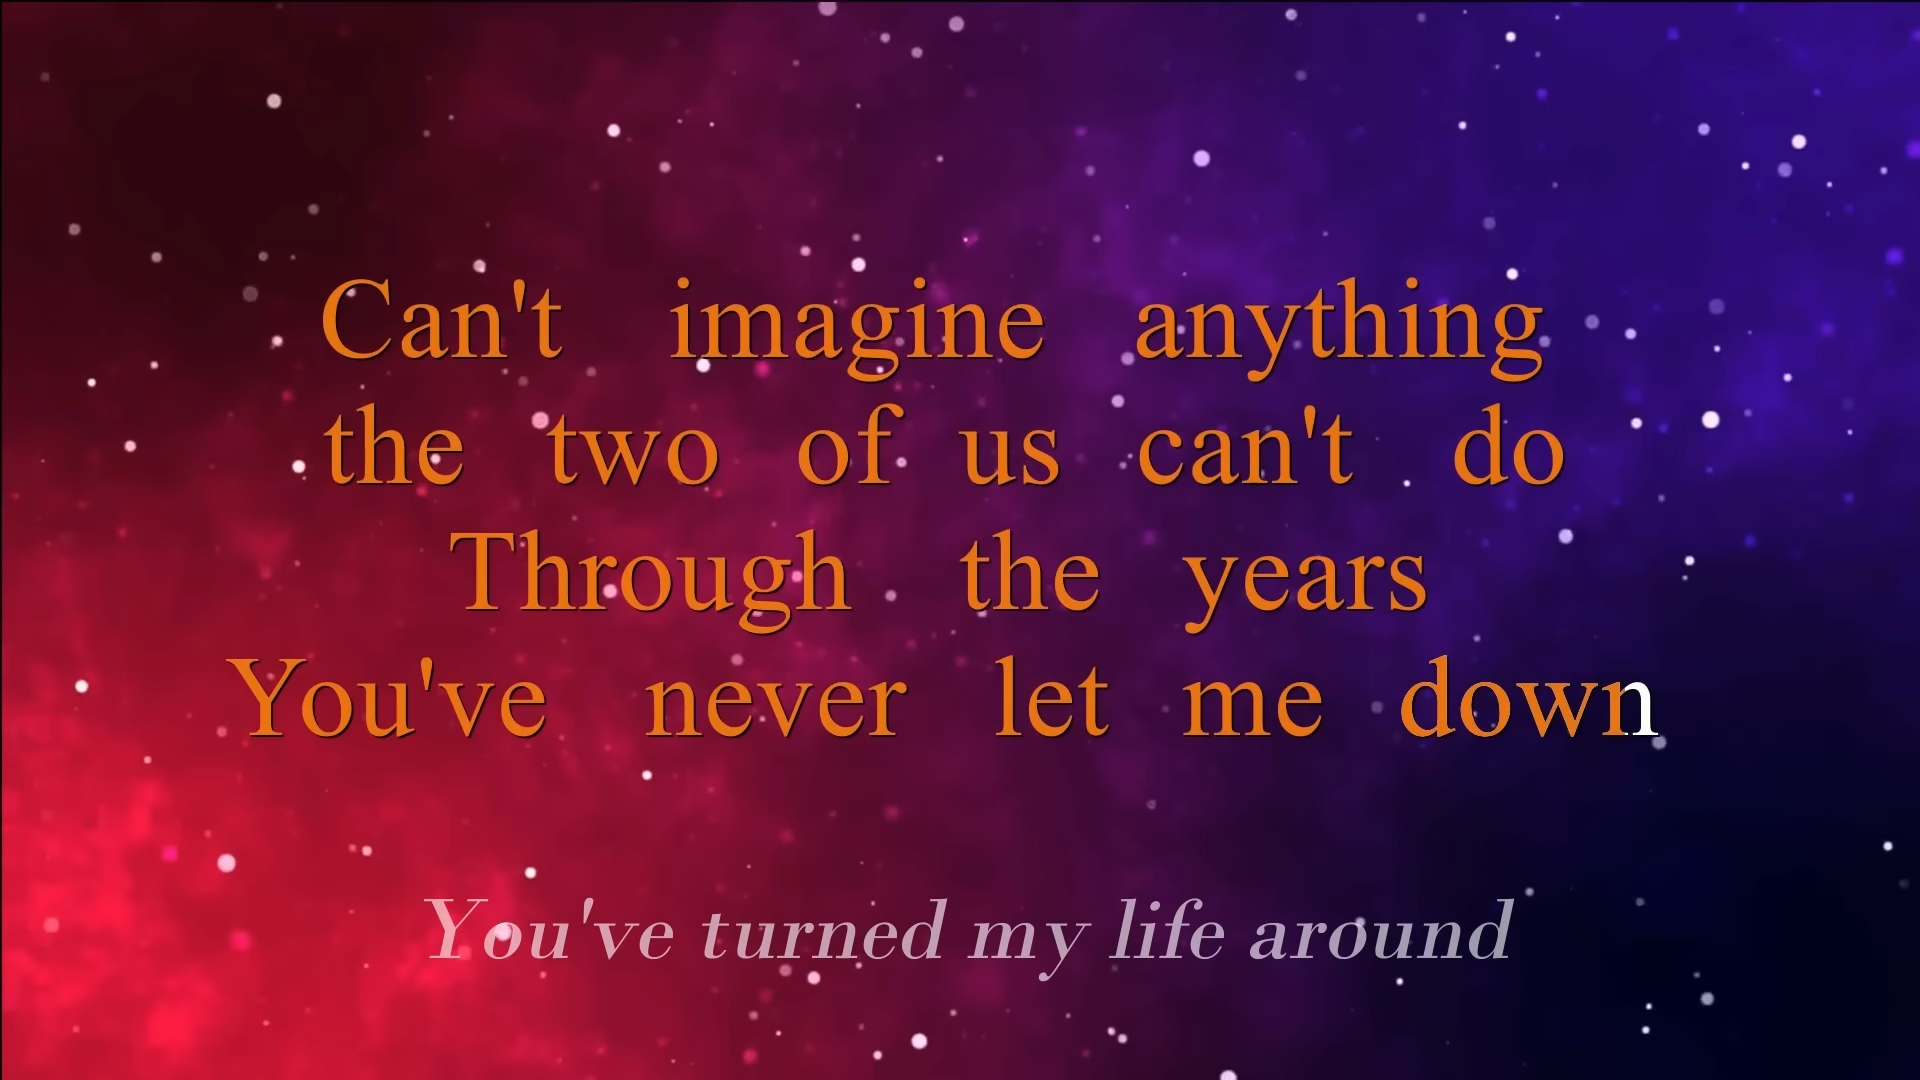 Can't imagine anything
the two of us can't do
Through the years
You've never let me down
You've turned my life around